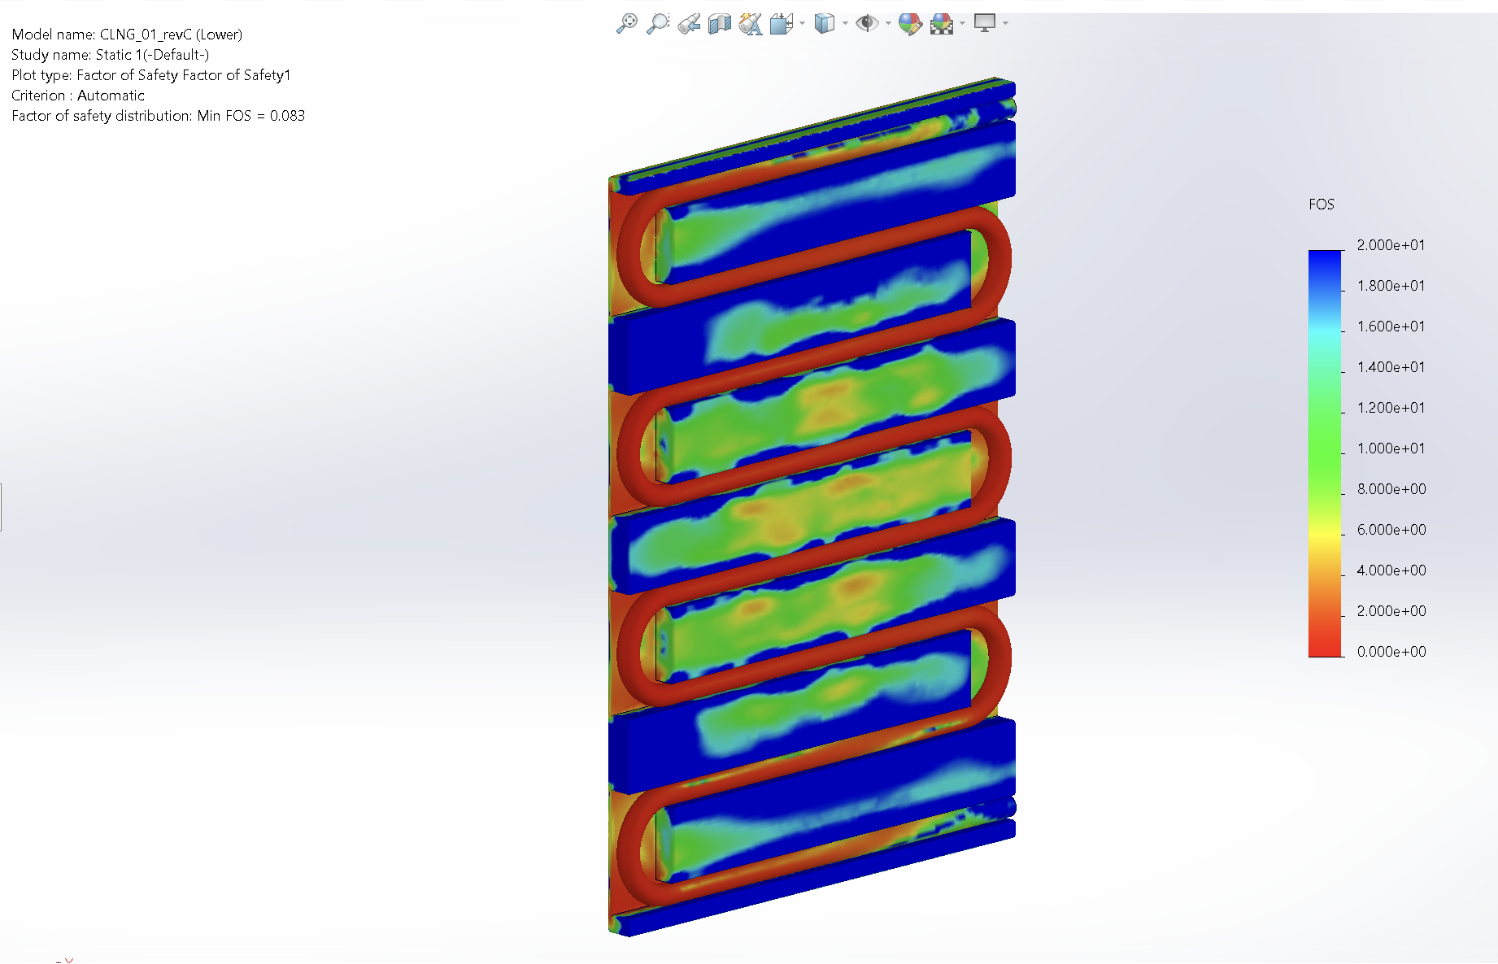 Model name: CLNG_01_revC (Lower)
Study name: Static 1(-Default-)
Plot type: Factor of Safety Factor of Safety1
Criterion : Automatic
Factor of safety distribution: Min FOS = 0.083
FOS
2.000e+01
1.800e+01
1.600e+01
1.400e+01
1.200e+01
1.000e+01
8.000e+00
6.000e+00
4.000e+00
2.000e+00
0.000e+00